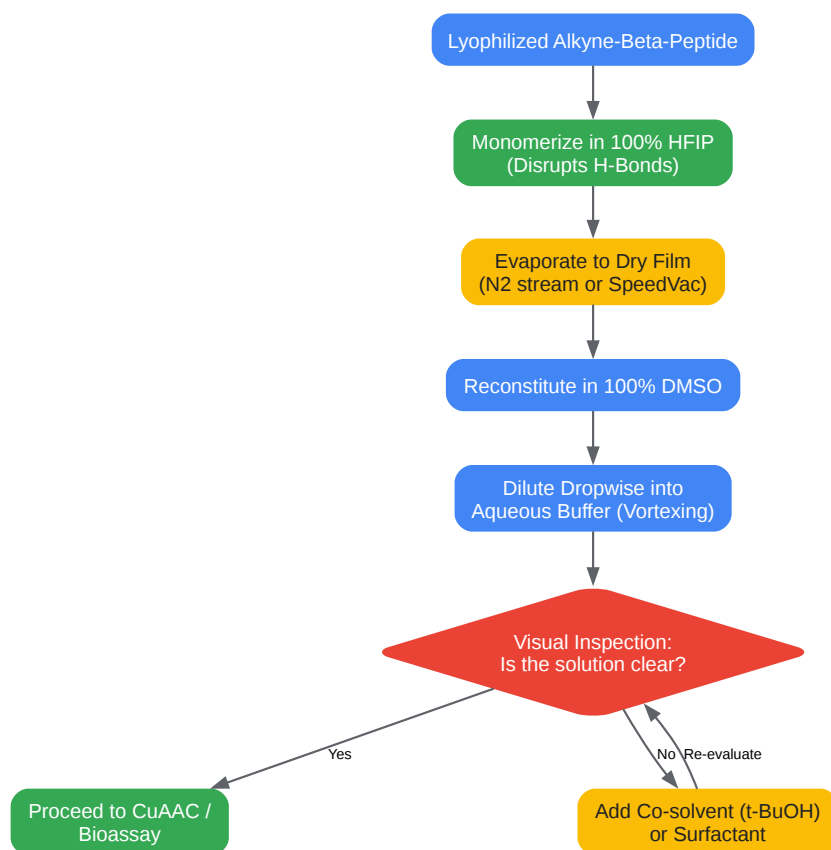 Lyophilized Alkyne-Beta-Peptide
Monomerize in 100% HFIP
(Disrupts H-Bonds)
Evaporate to Dry Film
(N2 stream or SpeedVac)
Reconstitute in 100% DMSO
Dilute Dropwise into
Aqueous Buffer (Vortexing)
Visual Inspection:
Is the solution clear?
Yes
No
Re-evaluate
Proceed to CuAAC /
Bioassay
Add Co-solvent (t-BuOH)
or Surfactant